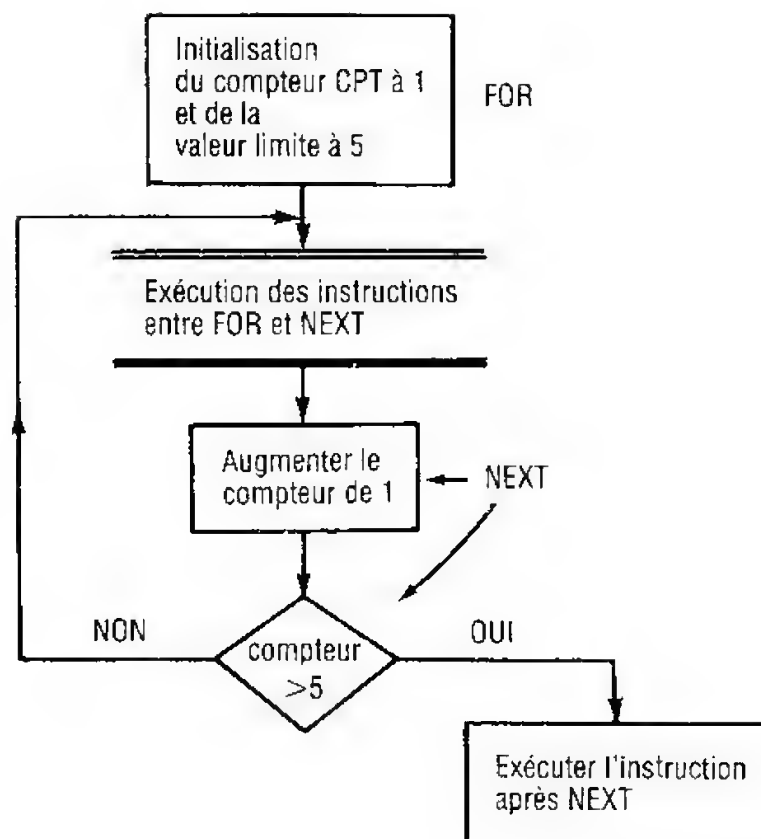 Initialisation
du compteur CPT à 1
et de la
valeur limite à 5
FOR
Exécution des instructions
entre FOR et NEXT
Augmenter le
compteur de 1
NEXT
NON
compteur
>5
OUI
Exécuter l'instruction
après NEXT